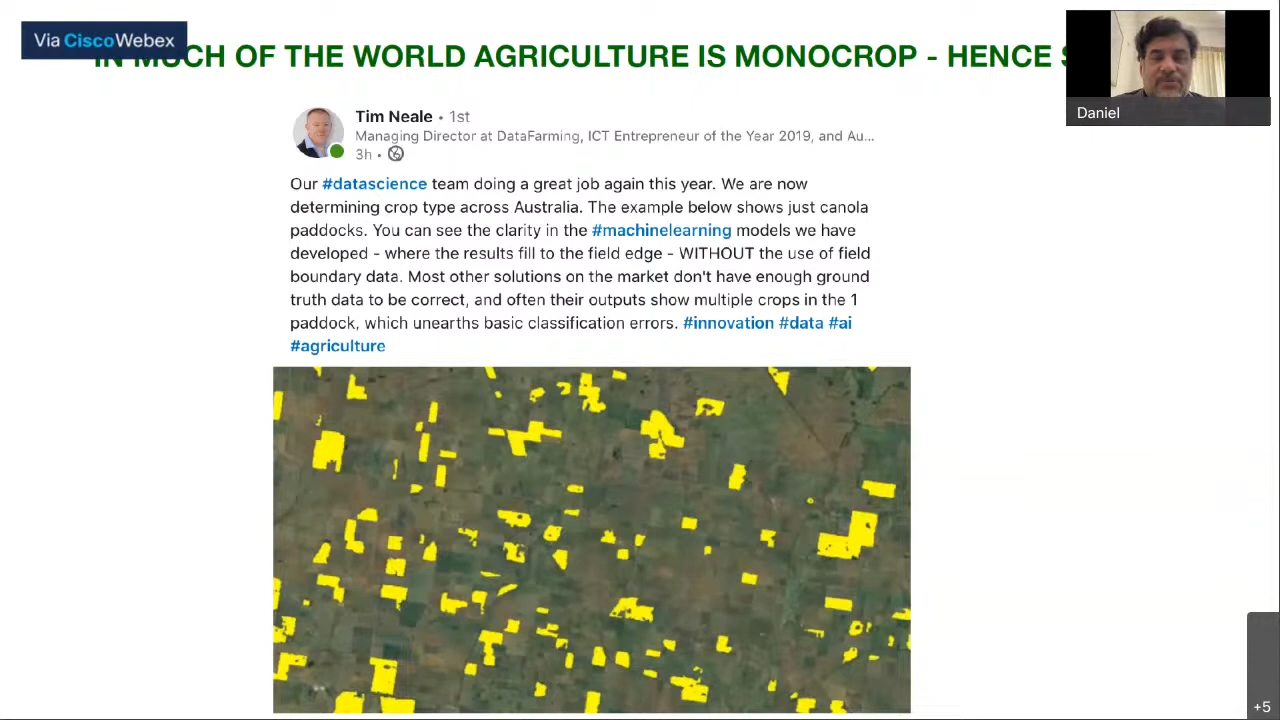 Via CiscoWebex
IN MUCH OF THE WORLD AGRICULTURE IS MONOCROP - HENCE
Daniel
Tim Neale • 1st
Managing Director at DataFarming, ICT Entrepreneur of the Year 2019, and Au...
3h •
Our #datascience team doing a great job again this year. We are now
determining crop type across Australia. The example below shows just canola
paddocks. You can see the clarity in the #machinelearning models we have
developed - where the results fill to the field edge - WITHOUT the use of field
boundary data. Most other solutions on the market don't have enough ground
truth data to be correct, and often their outputs show multiple crops in the 1
paddock, which unearths basic classification errors. #innovation #data #ai
#agriculture
+5